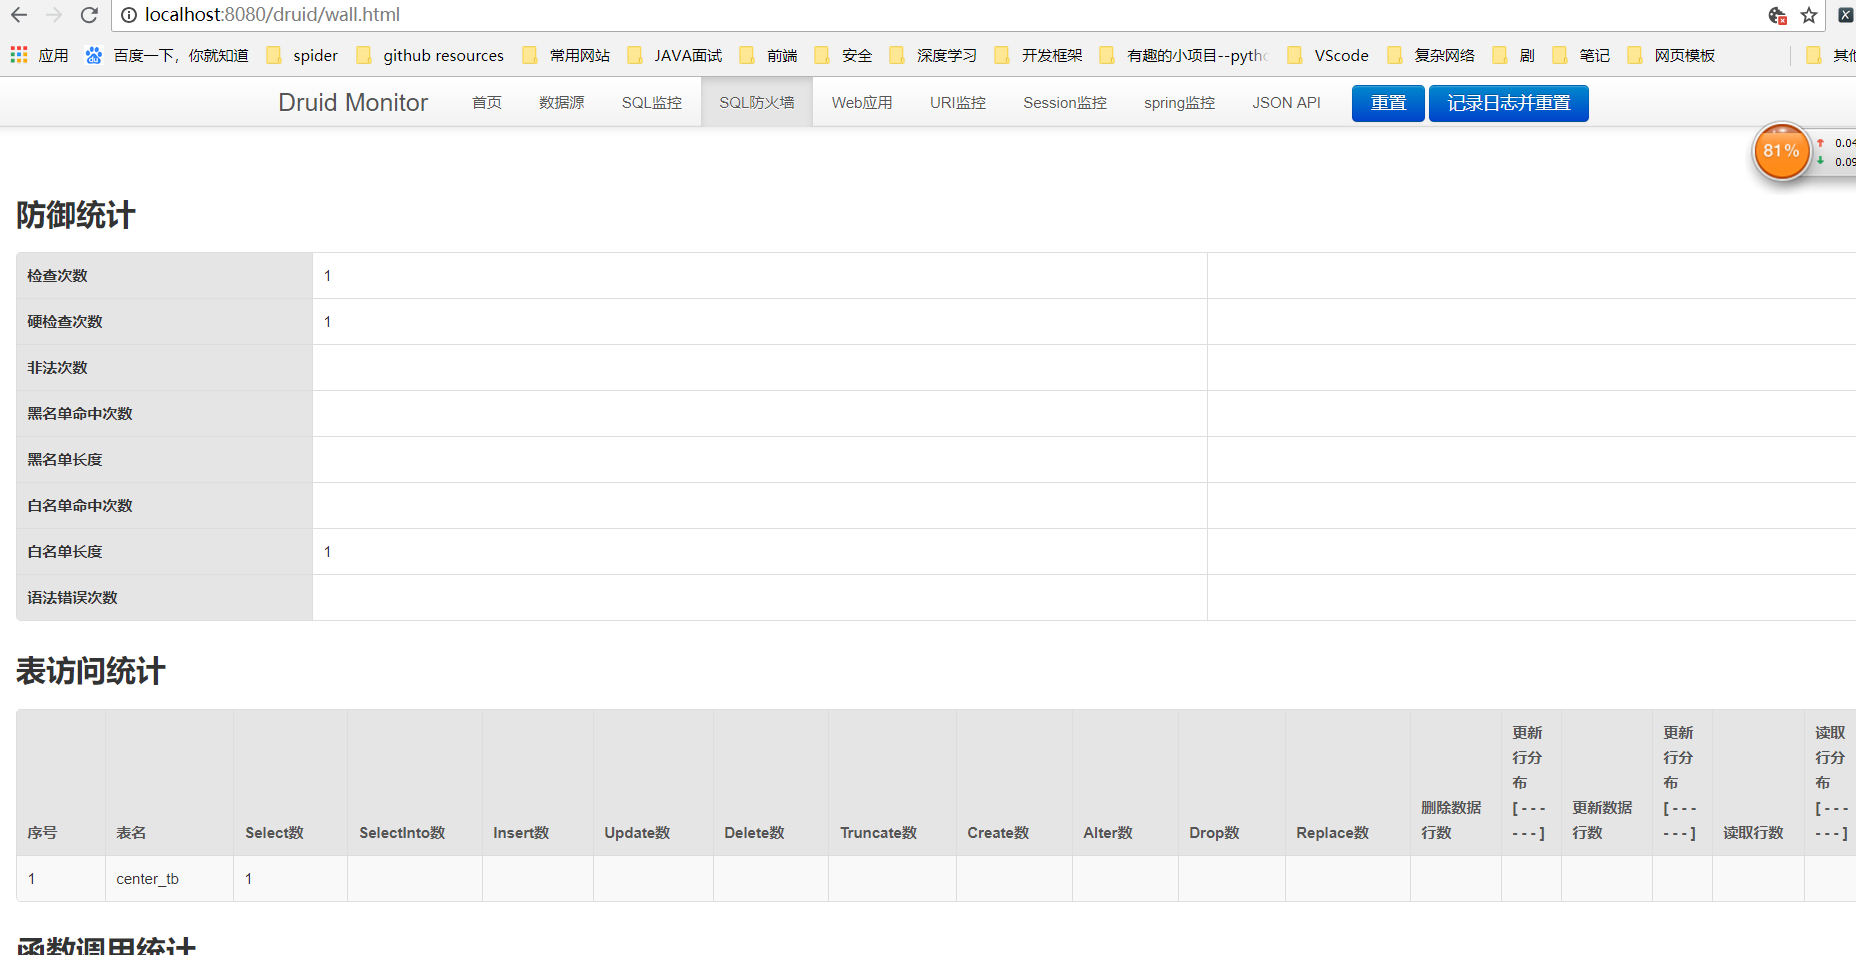 localhost:8080/druid/wall.html
应用 百度一下，你就知道 spider github resources 常用网站 JAVA面试 前端 安全 深度学习 开发框架 有趣的小项目--pyth VScode 复杂网络 剧 笔记 网页模板
Druid Monitor 首页 数据源 SQL监控 SQL防火墙 Web应用 URI监控 Session监控 spring监控 JSON API 重置 记录日志并重置
81%
0.04
0.09
防御统计
检查次数 1
硬检查次数 1
非法次数
黑名单命中次数
黑名单长度
白名单命中次数
白名单长度 1
语法错误次数
表访问统计
序号 表名 Select数 SelectInto数 Insert数 Update数 Delete数 Truncate数 Create数 Alter数 Drop数 Replace数 删除数据行数 更新行分布 [ - - - - - - ] 更新数据行数 更新行分布 [ - - - - - - ] 读取行数 读取行分布 [ - - - - - - ]
1 center_tb 1
函数调用统计